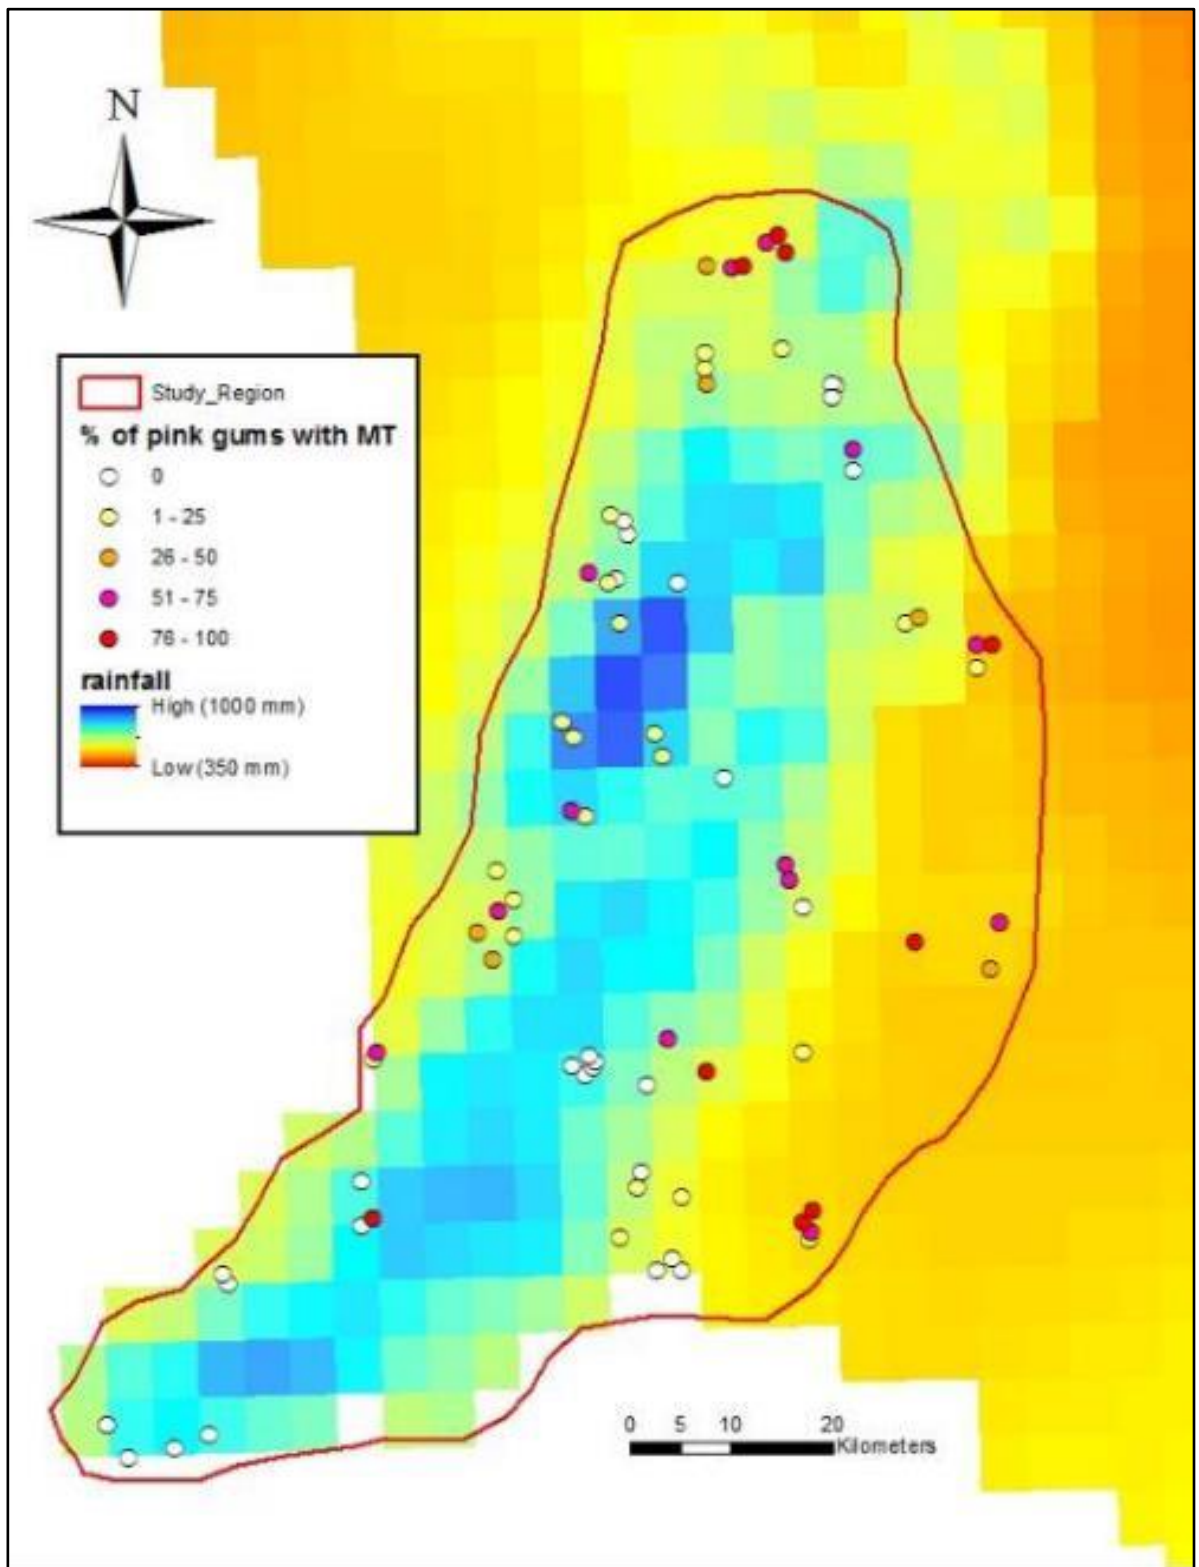 N
Study_Region
% of pink gums with MT
0
1 - 25
26 - 50
51 - 75
76 - 100
rainfall
High (1000 mm)
Low (350 mm)
0 5 10 20
Kilometers